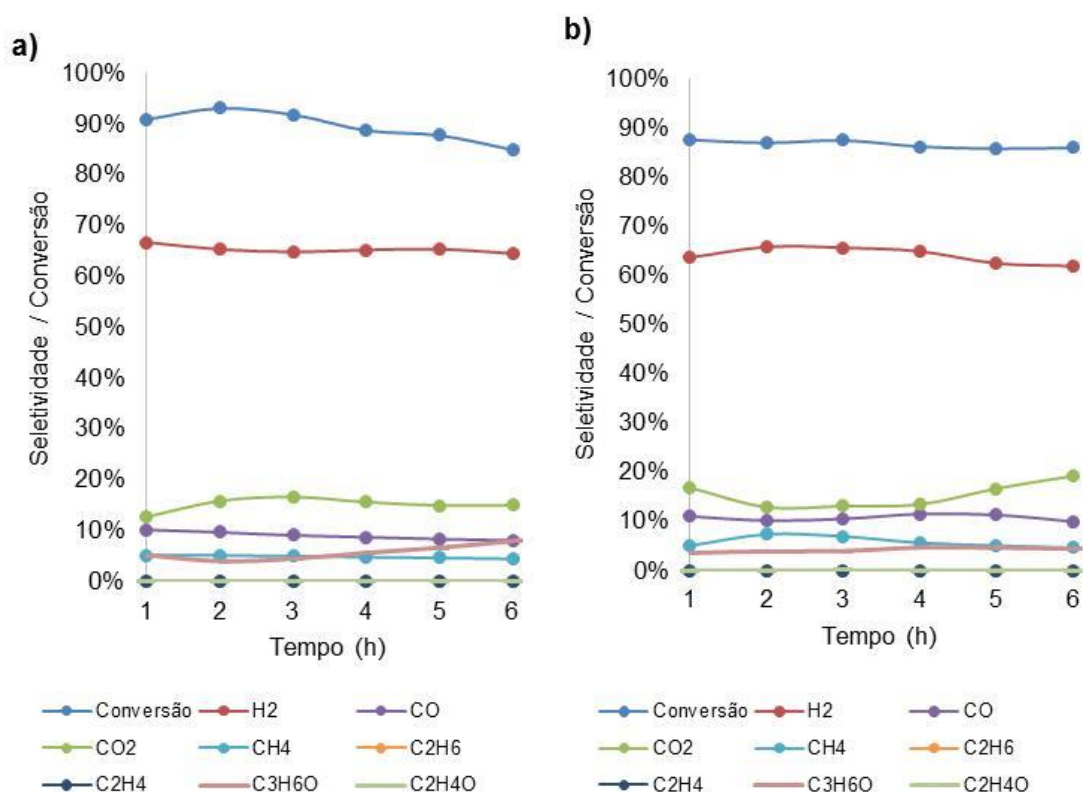 a)
100%
90%
80%
70%
60%
50%
40%
30%
20%
10%
0%
Seletividade / Conversão
1 2 3 4 5 6
Tempo (h)
Conversão H2 CO
CO2 CH4 C2H6
C2H4 C3H6O C2H4O
b)
100%
90%
80%
70%
60%
50%
40%
30%
20%
10%
0%
Seletividade / Conversão
1 2 3 4 5 6
Tempo (h)
Conversão H2 CO
CO2 CH4 C2H6
C2H4 C3H6O C2H4O